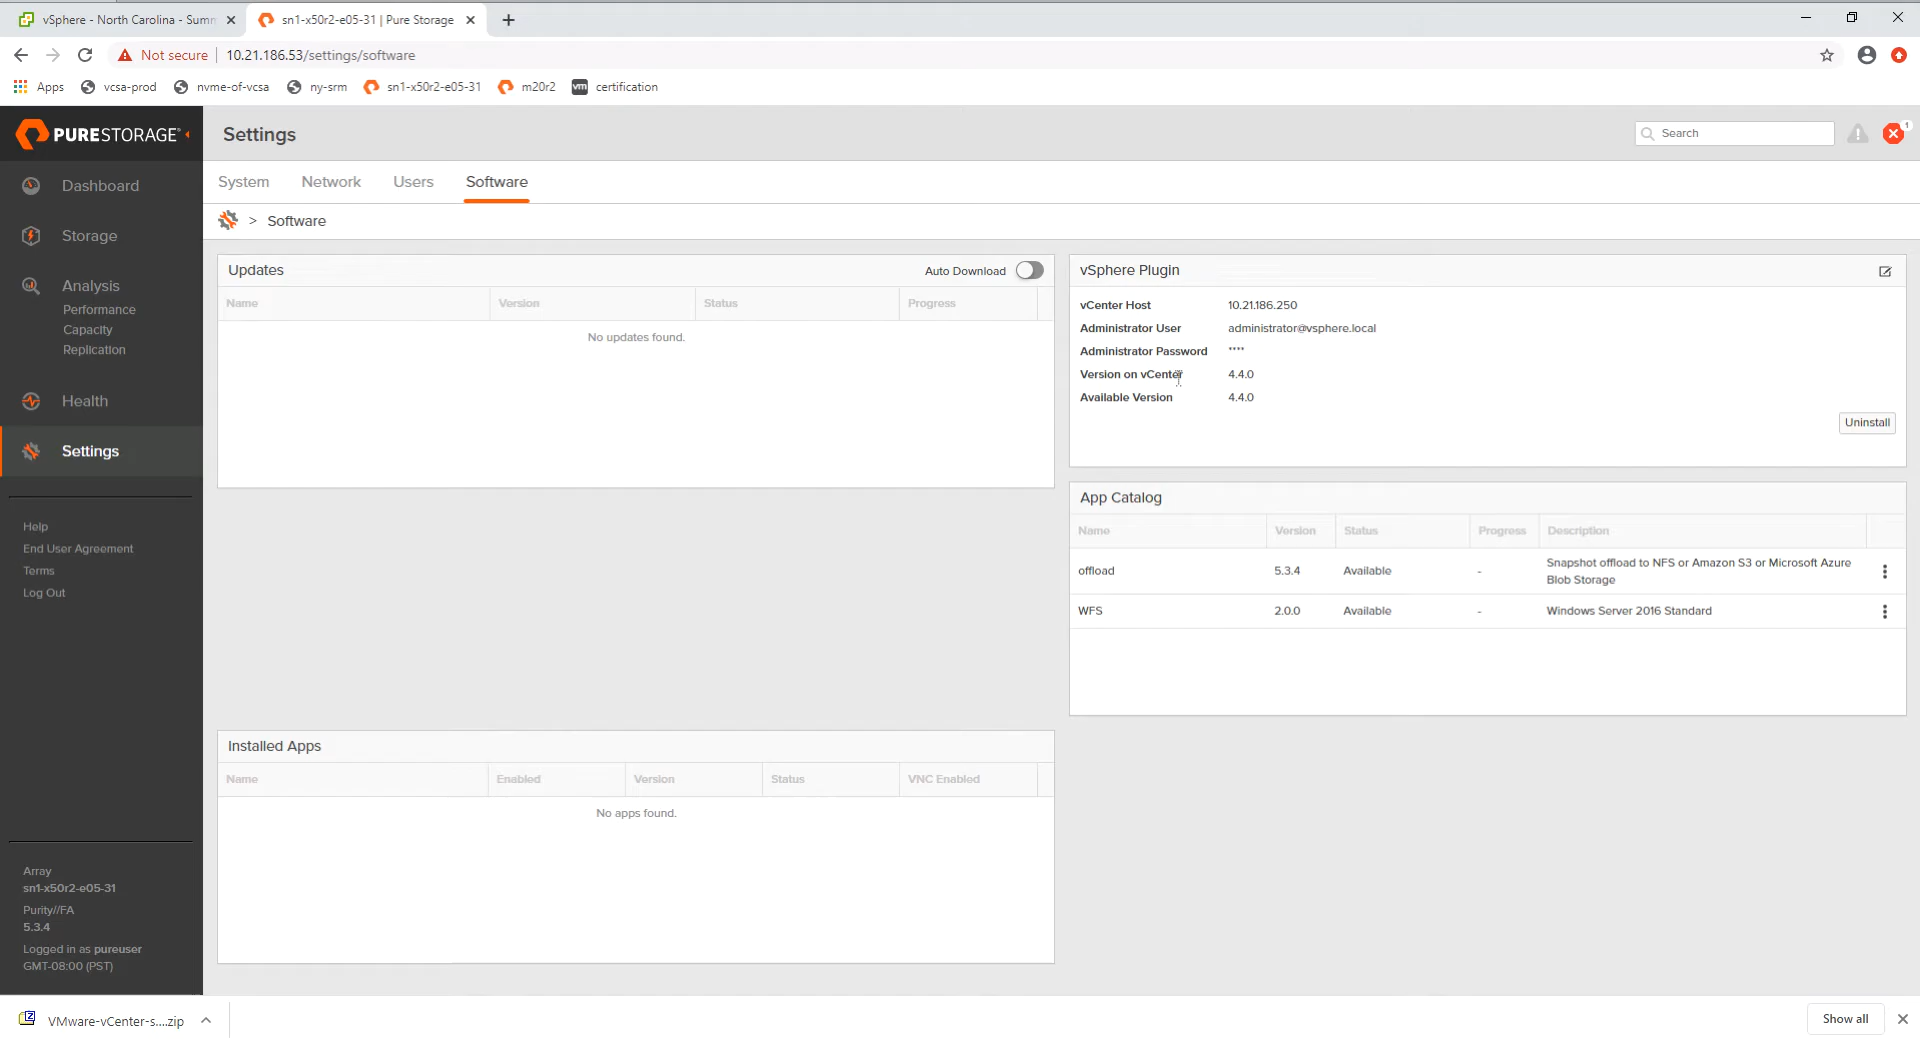 vSphere - North Carolina - Sum
sn1-x50r2-e05-31 | Pure Storage
Not secure
10.21.186.53/settings/software
Apps
vcsa-prod
nvme-of-vcsa
ny-srm
sn1-x50r2-e05-31
m20r2
vm
certification
PURESTORAGE
Settings
Search
1
Dashboard
Storage
Analysis
Performance
Capacity
Replication
Health
Settings
Help
End User Agreement
Terms
Log Out
Array
sn1-x50r2-e05-31
Purity//FA
5.3.4
Logged in as pureuser
GMT-08:00 (PST)
System Network Users Software
> Software
Updates
Auto Download
Name Version Status Progress
No updates found.
vSphere Plugin
vCenter Host 10.21.186.250
Administrator User administrator@vsphere.local
Administrator Password ****
Version on vCenter 4.4.0
Available Version 4.4.0
Uninstall
App Catalog
Name Version Status Progress Description
offload 5.3.4 Available - Snapshot offload to NFS or Amazon S3 or Microsoft Azure
Blob Storage
WFS 2.0.0 Available - Windows Server 2016 Standard
Installed Apps
Name Enabled Version Status VNC Enabled
No apps found.
VMware-vCenter-s....zip
Show all